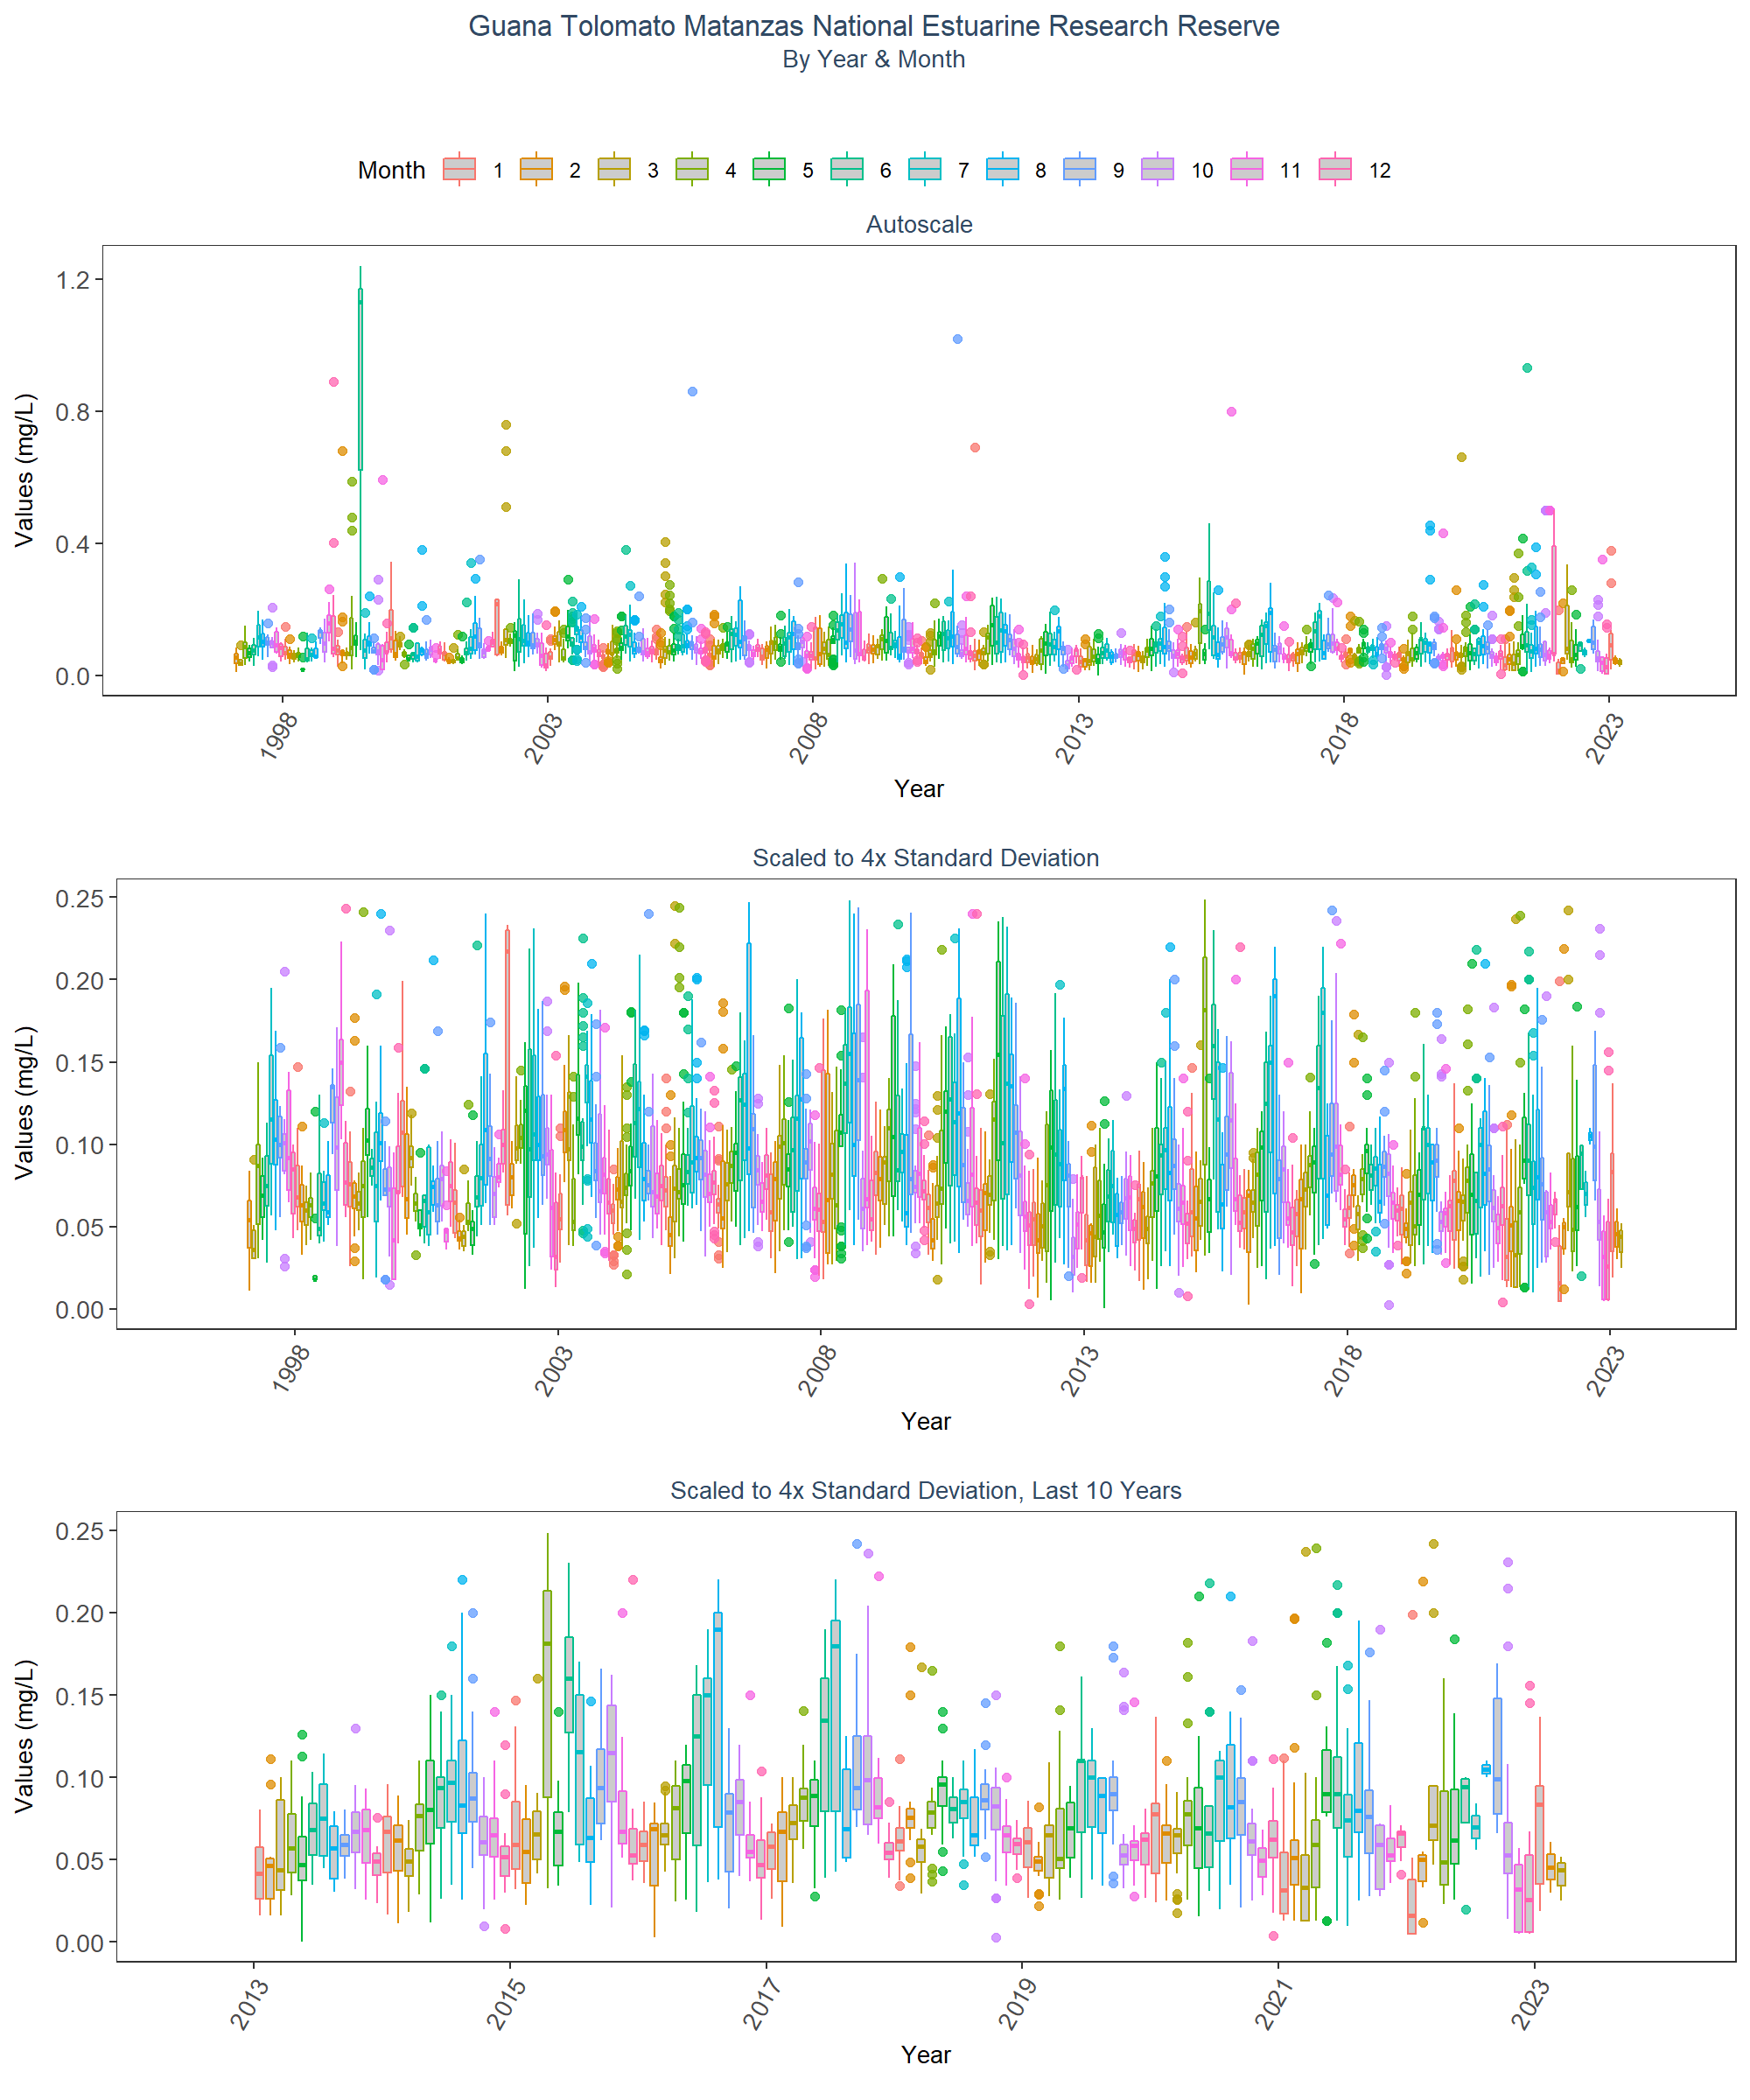 Guana Tolomato Matanzas National Estuarine Research Reserve
By Year & Month
Month 1 2 3 4 5 6 7 8 9 10 11 12
Autoscale
Values (mg/L)
1.2
0.8
0.4
0.0
1998 2003 2008 2013 2018 2023
Year
Scaled to 4x Standard Deviation
Values (mg/L)
0.25
0.20
0.15
0.10
0.05
0.00
1998 2003 2008 2013 2018 2023
Year
Scaled to 4x Standard Deviation, Last 10 Years
Values (mg/L)
0.25
0.20
0.15
0.10
0.05
0.00
2013 2015 2017 2019 2021 2023
Year